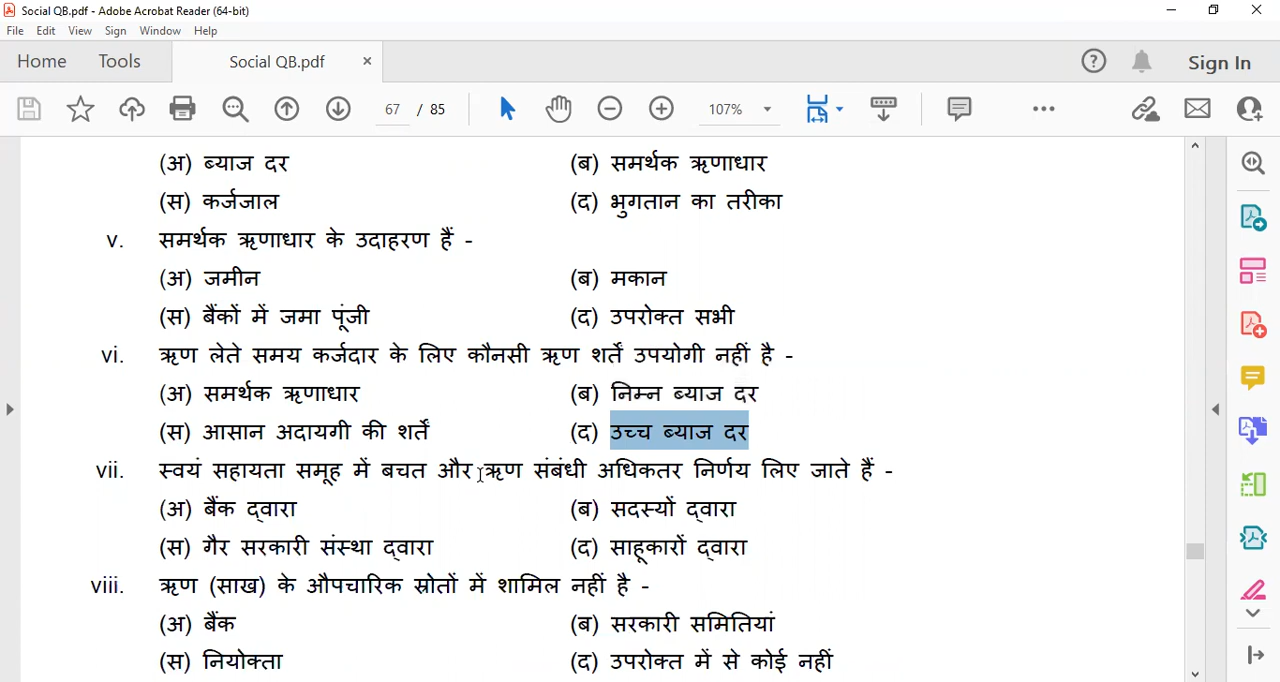 Social QB.pdf - Adobe Acrobat Reader (64-bit)
File Edit View Sign Window Help
Home Tools Social QB.pdf × Sign In
67 / 85 107%
(अ) ब्याज दर (ब) समर्थक ऋणाधार
(स) कर्जजाल (द) भुगतान का तरीका
v. समर्थक ऋणाधार के उदाहरण हैं -
(अ) जमीन (ब) मकान
(स) बैंकों में जमा पूंजी (द) उपरोक्त सभी
vi. ऋण लेते समय कर्जदार के लिए कौनसी ऋण शर्तें उपयोगी नहीं है -
(अ) समर्थक ऋणाधार (ब) निम्न ब्याज दर
(स) आसान अदायगी की शर्तें (द) उच्च ब्याज दर
vii. स्वयं सहायता समूह में बचत और ऋण संबंधी अधिकतर निर्णय लिए जाते हैं -
(अ) बैंक द्वारा (ब) सदस्यों द्वारा
(स) गैर सरकारी संस्था द्वारा (द) साहूकारों द्वारा
viii. ऋण (साख) के औपचारिक स्रोतों में शामिल नहीं है -
(अ) बैंक (ब) सरकारी समितियां
(स) नियोक्ता (द) उपरोक्त में से कोई नहीं